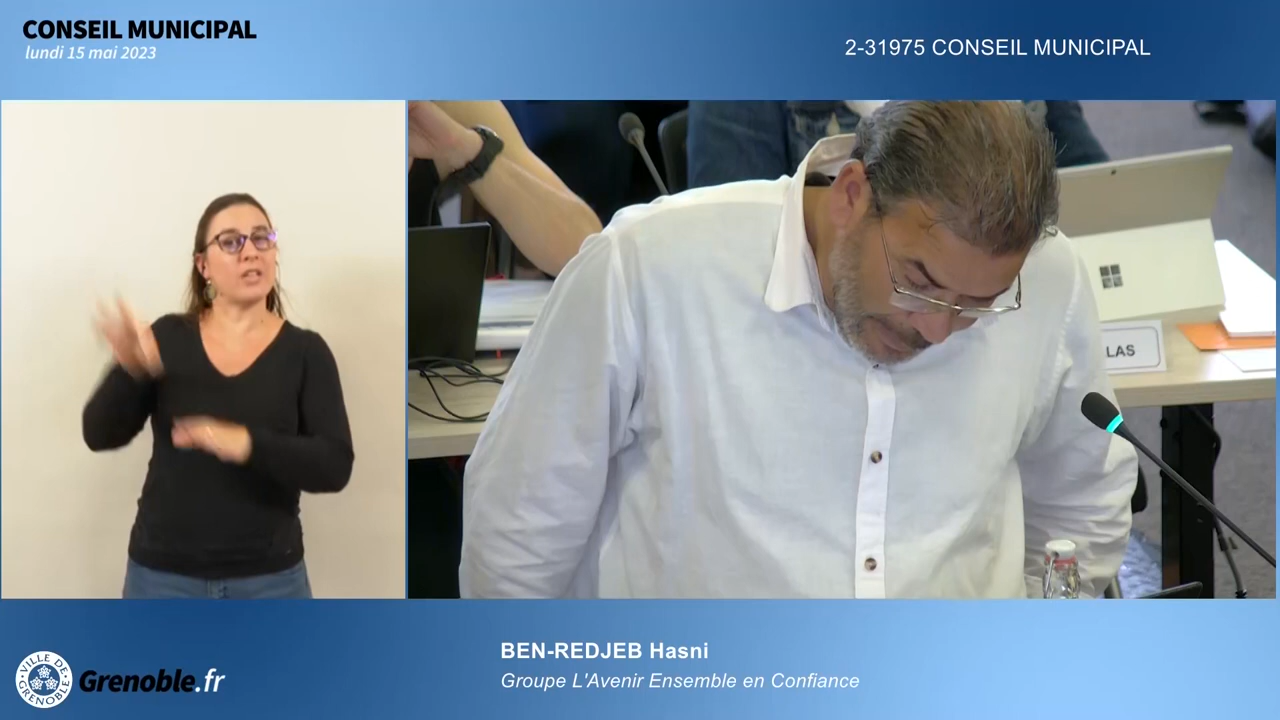 CONSEIL MUNICIPAL
lundi 15 mai 2023
2-31975 CONSEIL MUNICIPAL
LAS
BEN-REDJEB Hasni
Groupe L'Avenir Ensemble en Confiance
VILLE DE GRENOBLE
Grenoble.fr